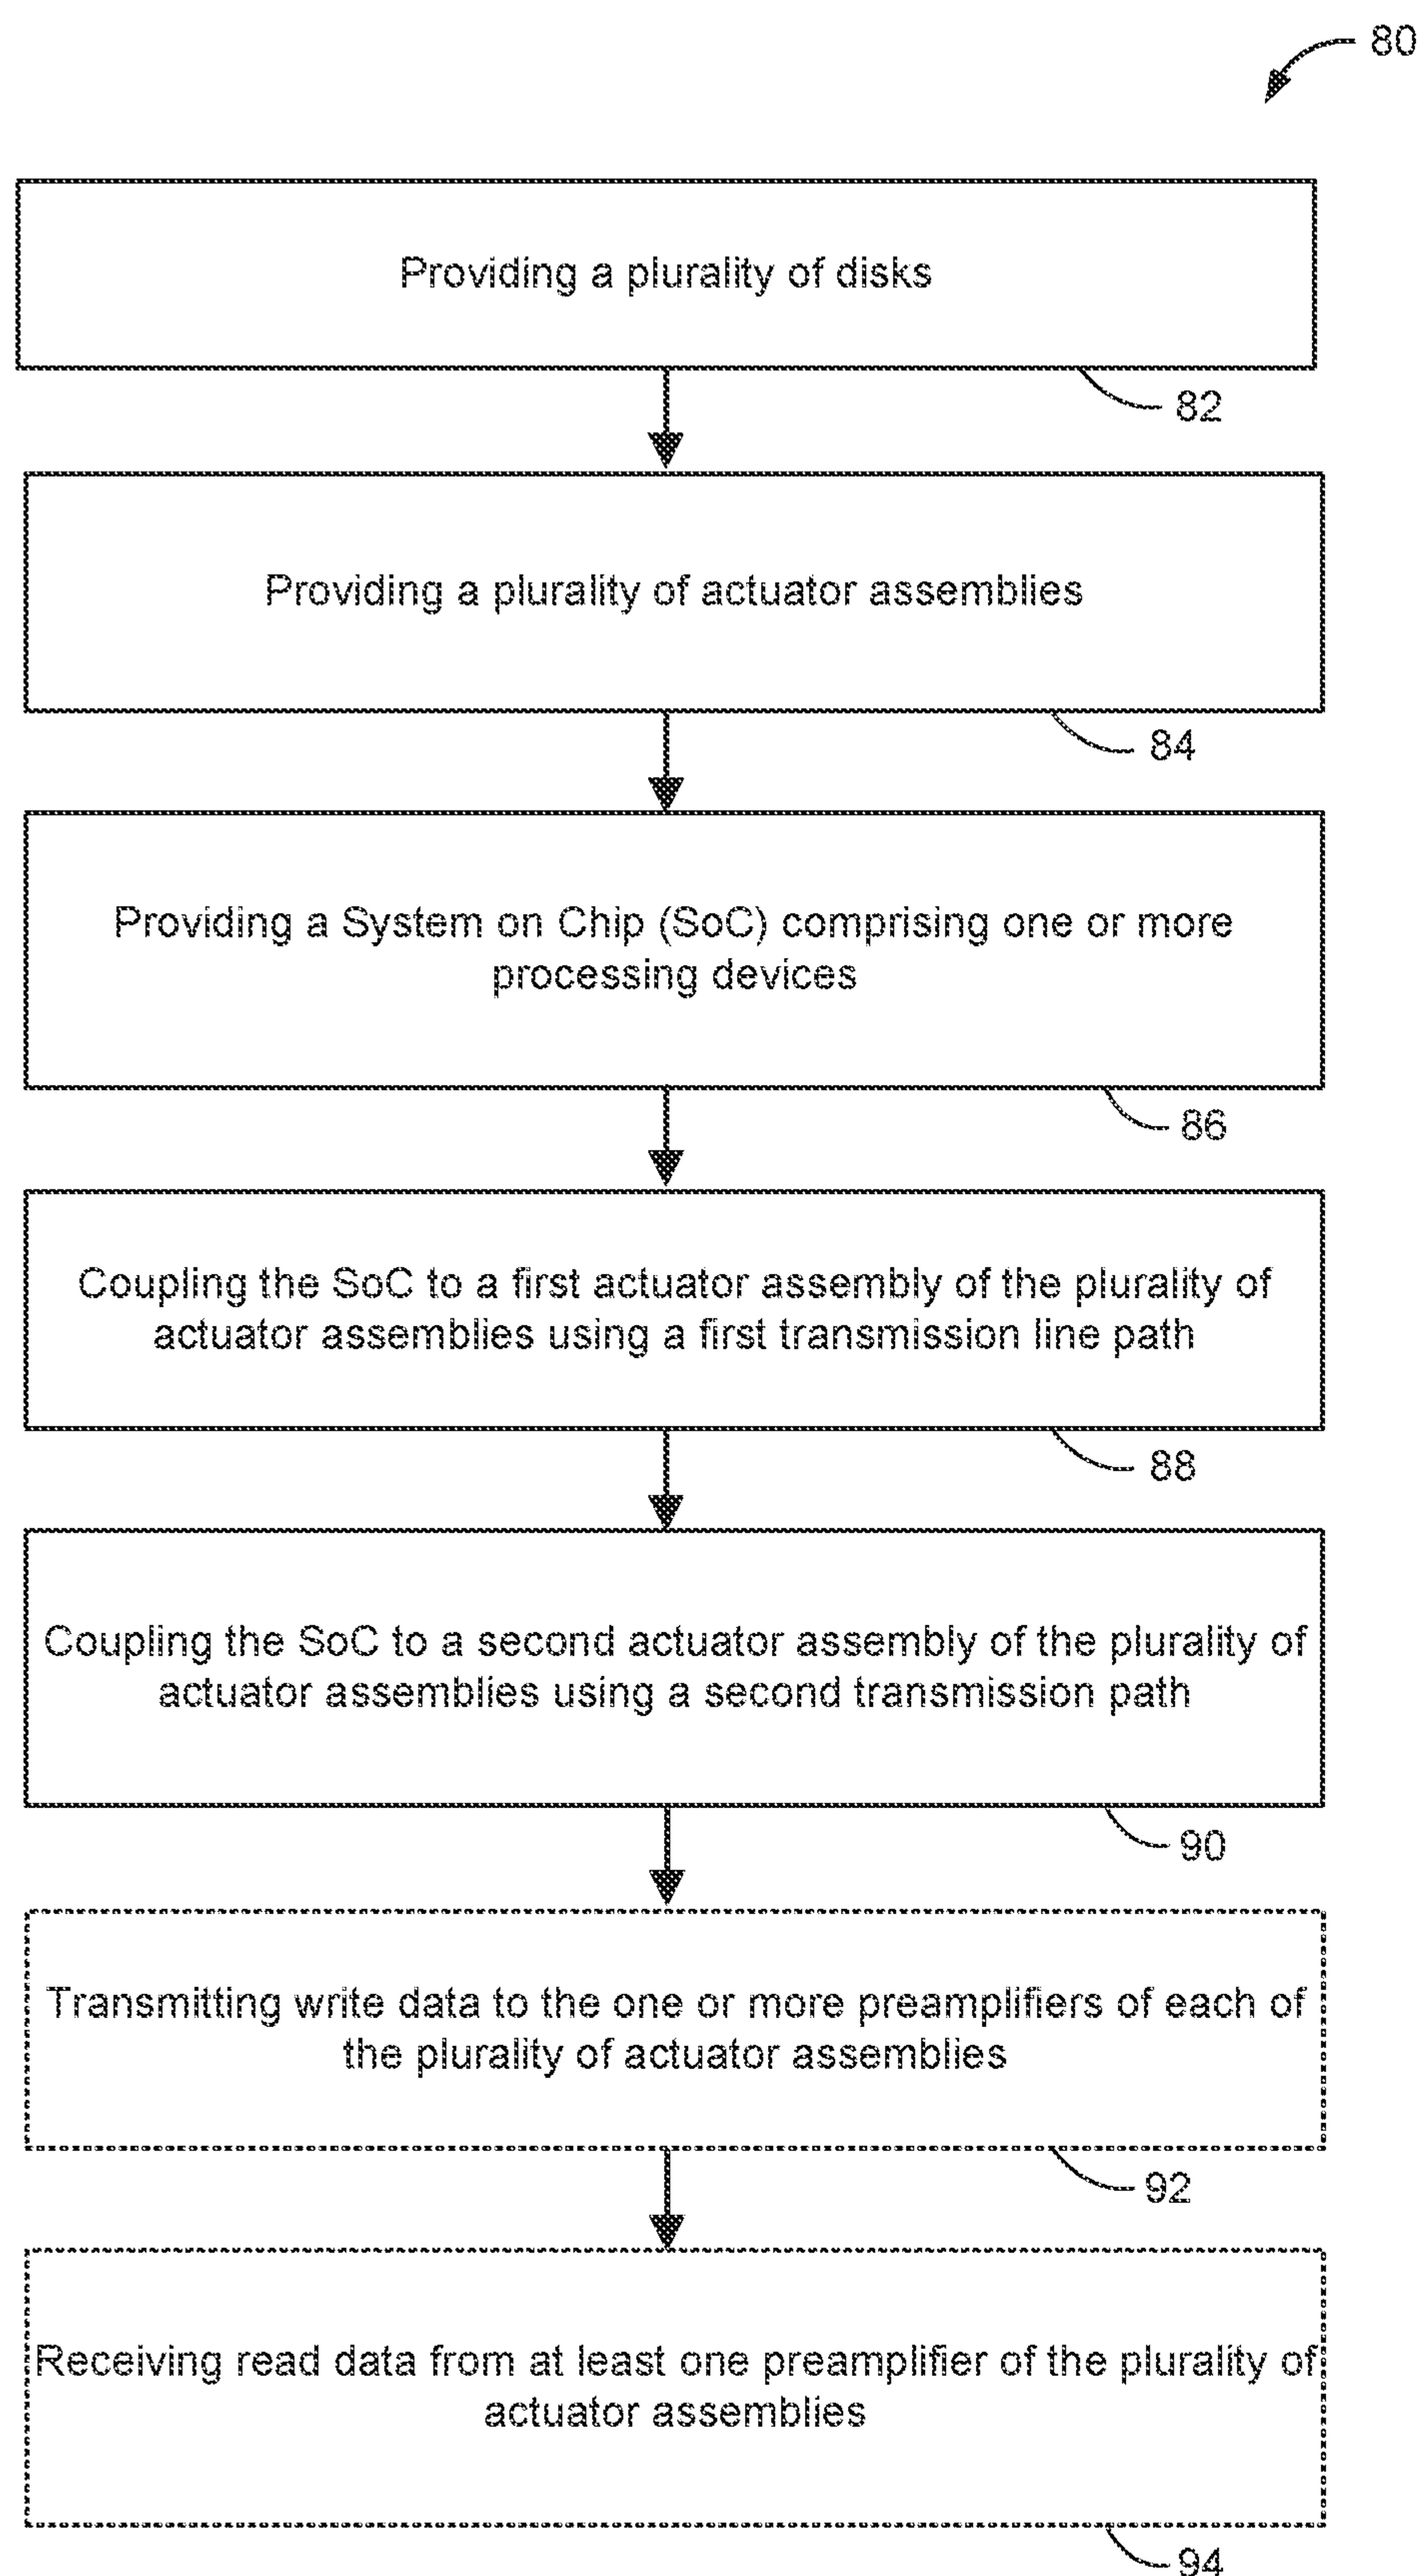 80
Providing a plurality of disks
82
Providing a plurality of actuator assemblies
84
Providing a System on Chip (SoC) comprising one or more
processing devices
86
Coupling the SoC to a first actuator assembly of the plurality of
actuator assemblies using a first transmission line path
88
Coupling the SoC to a second actuator assembly of the plurality of
actuator assemblies using a second transmission path
90
Transmitting write data to the one or more preamplifiers of each of
the plurality of actuator assemblies
92
Receiving read data from at least one preamplifier of the plurality of
actuator assemblies
94